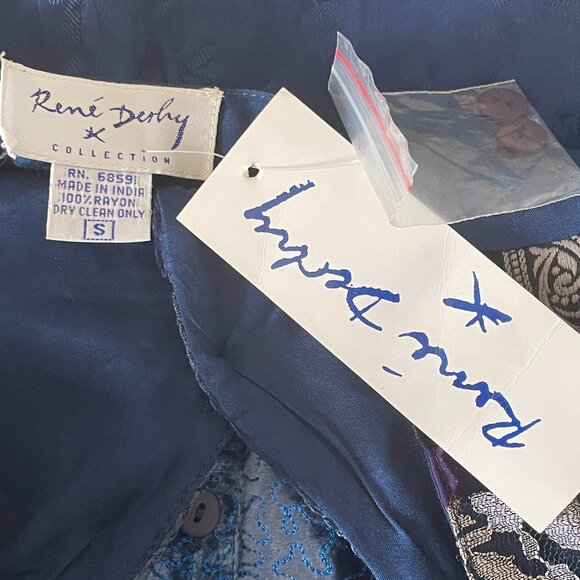 René Derhy
COLLECTION
RN. 68591
MADE IN INDIA
100% RAYON
DRY CLEAN ONLY
S
René Derhy